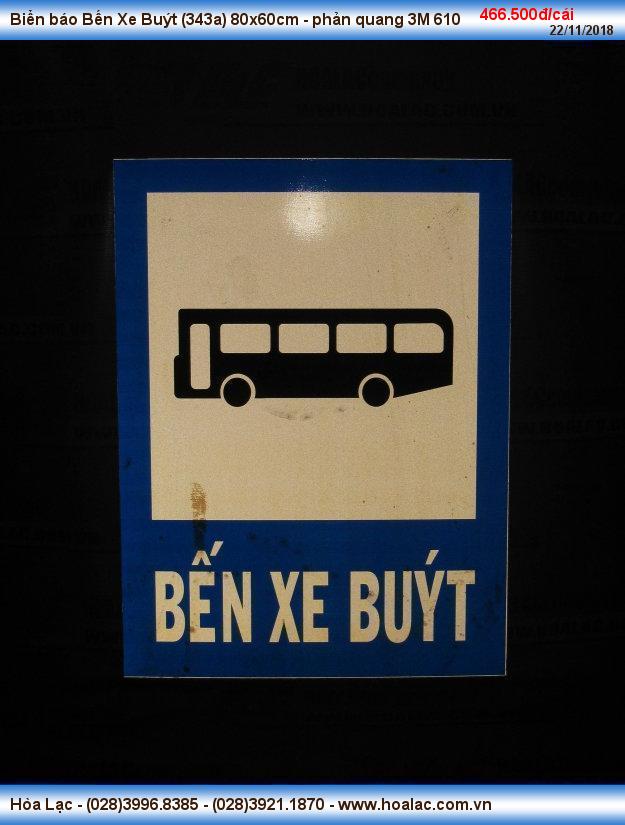 Biển báo Bến Xe Buýt (343a) 80x60cm - phản quang 3M 610
466.500đ/cái
22/11/2018
BẾN XE BUÝT
Hòa Lạc - (028)3996.8385 - (028)3921.1870 - www.hoalac.com.vn